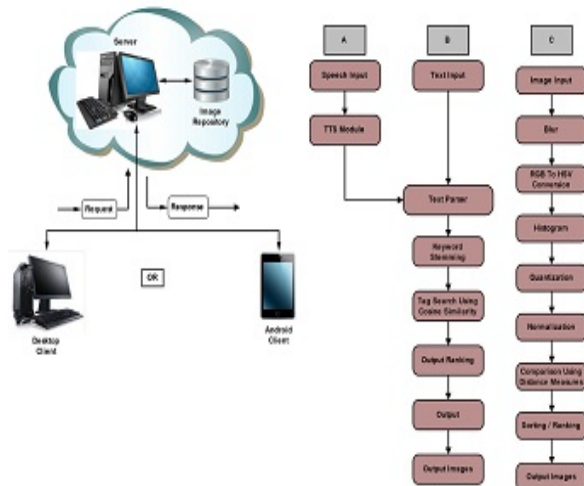 Server
Image
Repository
Request
Response
OR
Desktop
Client
Android
Client
A
Speech Input
TTS Module
B
Text Input
Text Parser
Keyword
Stemming
Tag Search Using
Cosine Similarity
Output Ranking
Output
Output Images
C
Image Input
Blur
RGB To HSV
Conversion
Histogram
Quantization
Normalization
Comparison Using
Distance Measures
Sorting / Ranking
Output Images